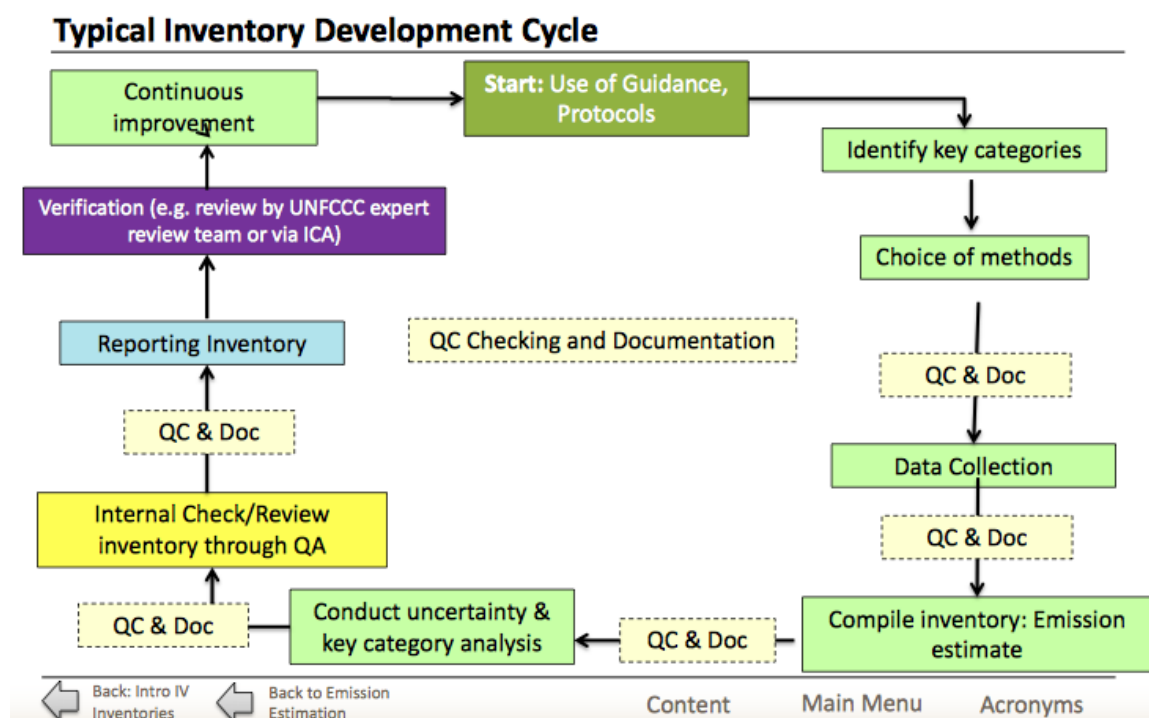 Typical Inventory Development Cycle
Start: Use of Guidance,
Protocols
Identify key categories
Choice of methods
QC & Doc
Data Collection
QC & Doc
Compile inventory: Emission
estimate
QC & Doc
Conduct uncertainty &
key category analysis
QC & Doc
Internal Check/Review
inventory through QA
QC & Doc
Reporting Inventory
Verification (e.g. review by UNFCCC expert
review team or via ICA)
Continuous
improvement
QC Checking and Documentation
Back: Intro IV
Inventories
Back to Emission
Estimation
Content
Main Menu
Acronyms